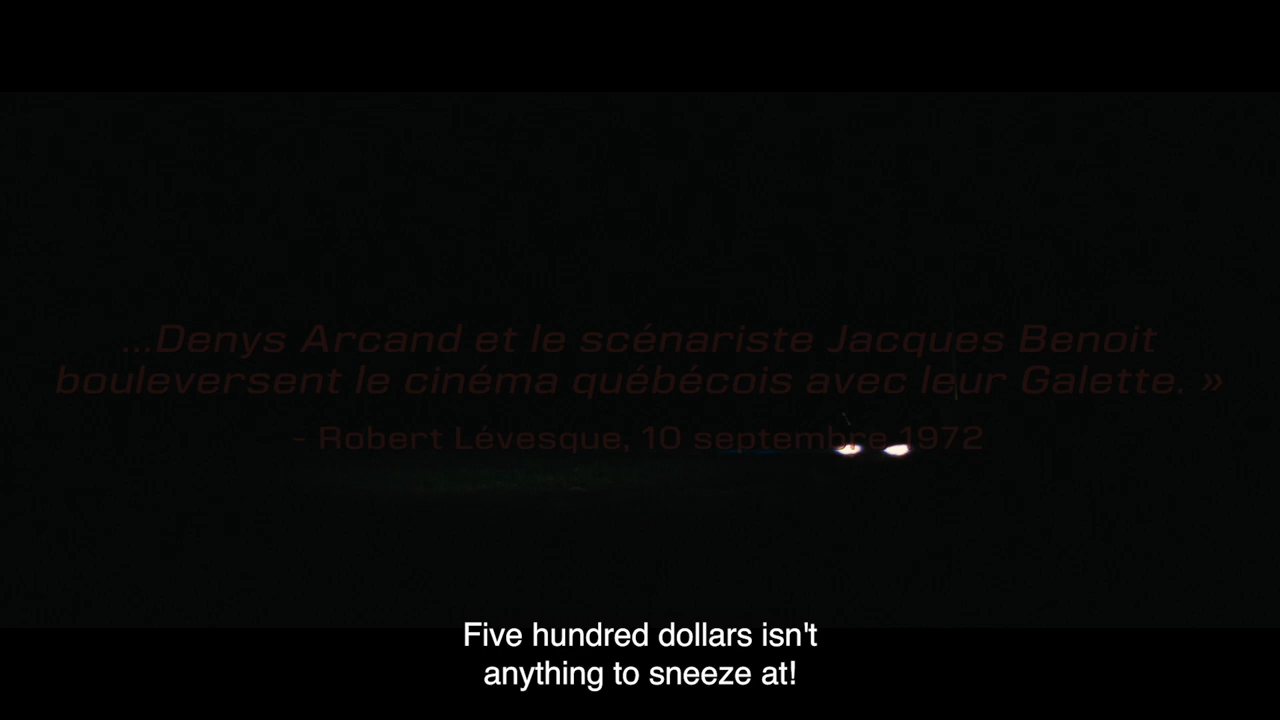 ...Denys Arcand et le scénariste Jacques Benoit
bouleversent le cinéma québécois avec leur Galette. »
- Robert Lévesque, 10 septembre 1972
Five hundred dollars isn't
anything to sneeze at!